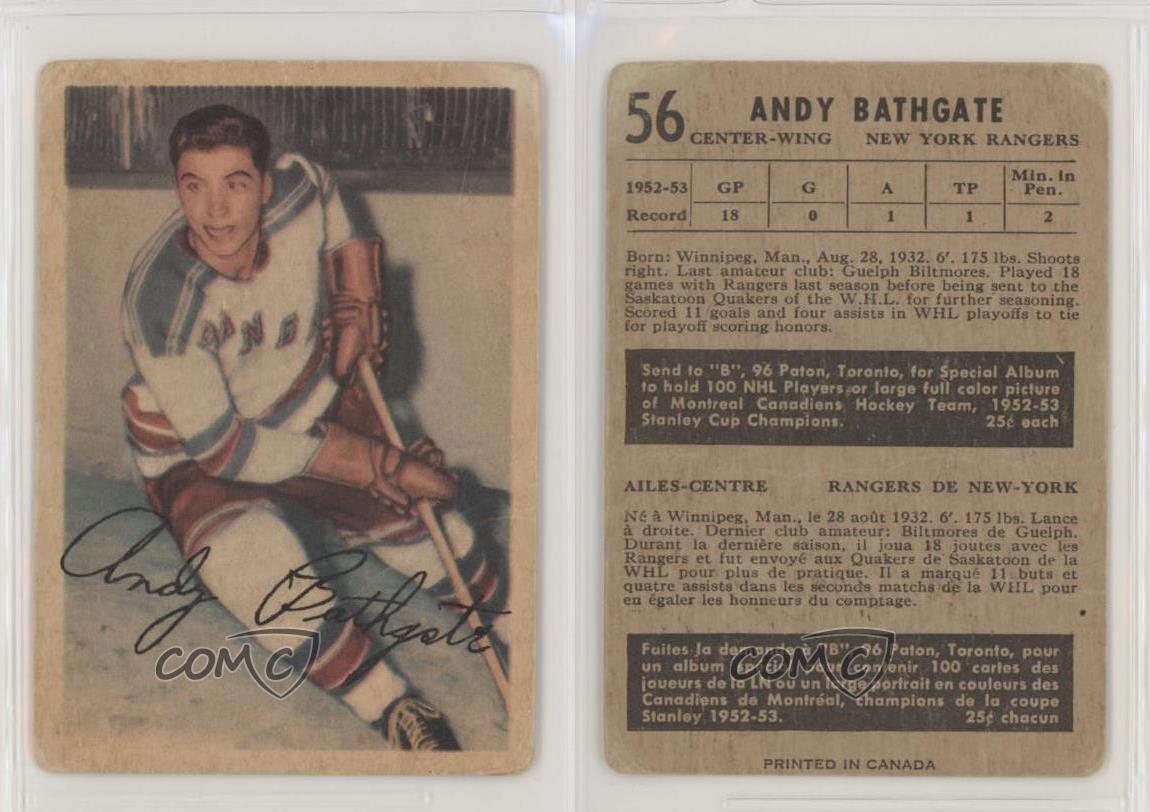 RANG
Andy Bathgate
COMC
56 ANDY BATHGATE
CENTER-WING NEW YORK RANGERS
1952-53 GP G A TP Min. in Pen.
Record 18 0 1 1 2
Born: Winnipeg, Man., Aug. 28, 1932. 6'. 175 lbs. Shoots
right. Last amateur club: Guelph Biltmores. Played 18
games with Rangers last season before being sent to the
Saskatoon Quakers of the W.H.L. for further seasoning.
Scored 11 goals and four assists in WHL playoffs to tie
for playoff scoring honors.
Send to "B", 96 Paton, Toronto, for Special Album
to hold 100 NHL Players or large full color picture
of Montreal Canadiens Hockey Team, 1952-53
Stanley Cup Champions. 25¢ each
AILES-CENTRE RANGERS DE NEW-YORK
Né à Winnipeg, Man., le 28 août 1932. 6'. 175 lbs. Lance
à droite. Dernier club amateur: Biltmores de Guelph.
Durant la dernière saison, il joua 18 joutes avec les
Rangers et fut envoyé aux Quakers de Saskatoon de la
WHL pour plus de pratique. Il a marqué 11 buts et
quatre assists dans les seconds matchs de la WHL pour
en égaler les honneurs du comptage.
Faites la demande à "B", 96 Paton, Toronto, pour
un album spécial pour contenir 100 cartes des
joueurs de la LN ou un large portrait en couleurs des
Canadiens de Montréal, champions de la coupe
Stanley 1952-53. 25¢ chacun
COMC
PRINTED IN CANADA